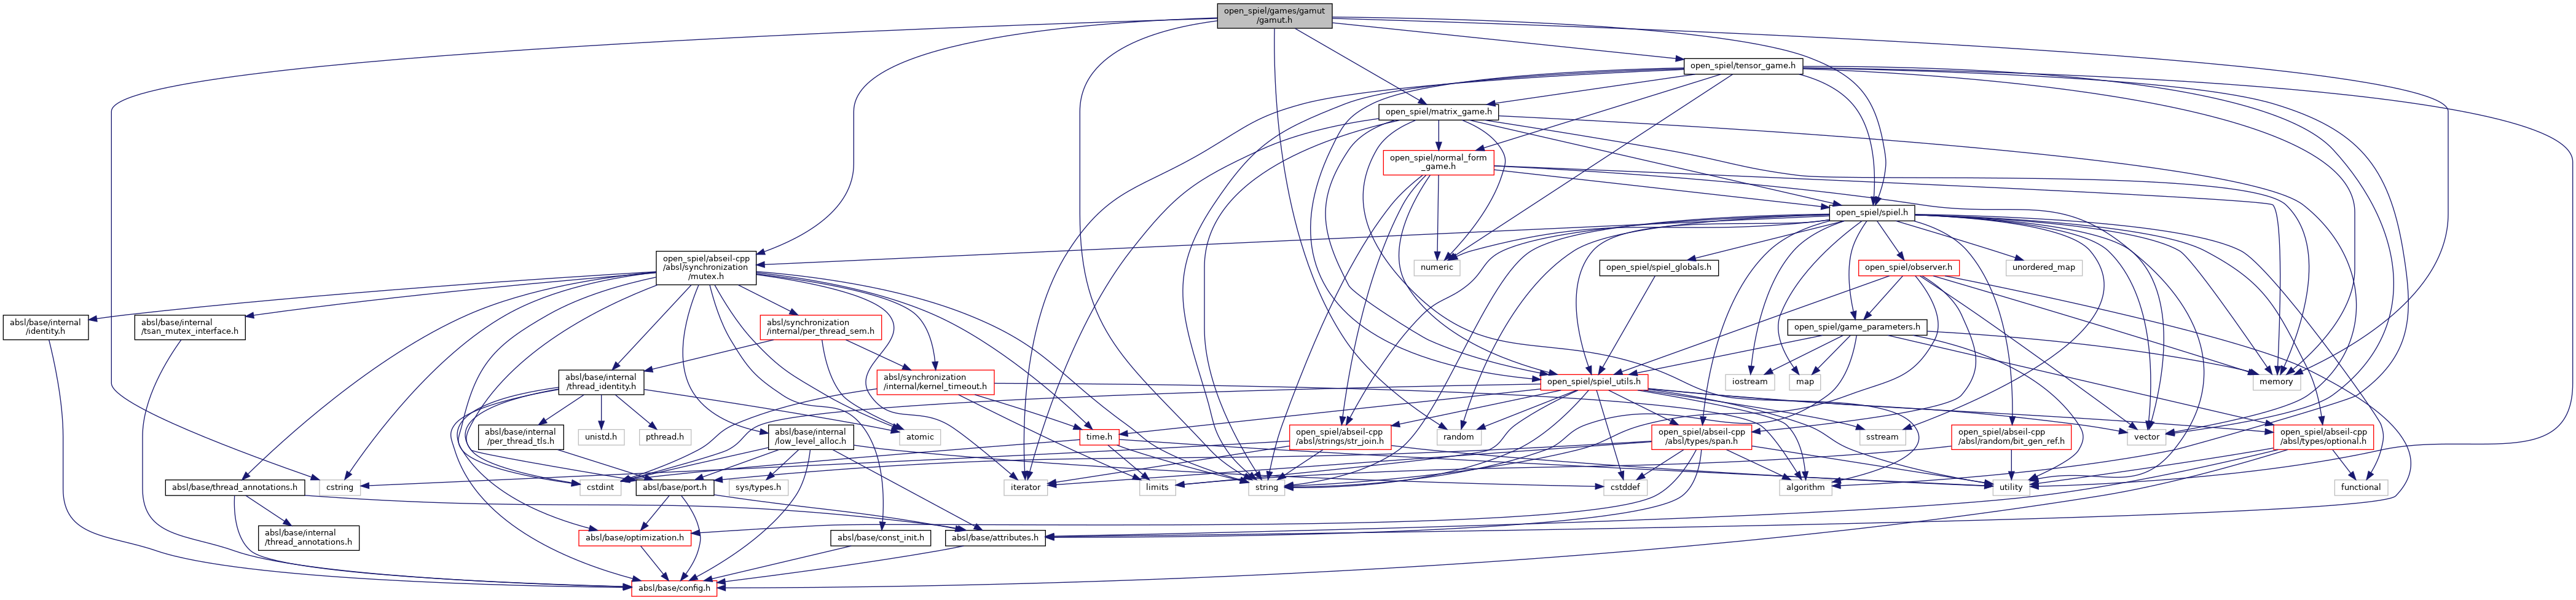 open_spiel/games/gamut
/gamut.h
open_spiel/tensor_game.h
open_spiel/matrix_game.h
open_spiel/normal_form
_game.h
open_spiel/spiel.h
open_spiel/abseil-cpp
/absl/synchronization
/mutex.h
numeric
open_spiel/spiel_globals.h
open_spiel/observer.h
unordered_map
absl/base/internal
/identity.h
absl/base/internal
/tsan_mutex_interface.h
absl/synchronization
/internal/per_thread_sem.h
open_spiel/game_parameters.h
absl/base/internal
/thread_identity.h
absl/synchronization
/internal/kernel_timeout.h
open_spiel/spiel_utils.h
iostream
map
memory
absl/base/internal
/per_thread_tls.h
unistd.h
pthread.h
absl/base/internal
/low_level_alloc.h
atomic
time.h
open_spiel/abseil-cpp
/absl/strings/str_join.h
random
open_spiel/abseil-cpp
/absl/types/span.h
sstream
open_spiel/abseil-cpp
/absl/random/bit_gen_ref.h
vector
open_spiel/abseil-cpp
/absl/types/optional.h
absl/base/thread_annotations.h
cstring
cstdint
absl/base/port.h
sys/types.h
iterator
limits
string
cstddef
algorithm
utility
functional
absl/base/internal
/thread_annotations.h
absl/base/optimization.h
absl/base/const_init.h
absl/base/attributes.h
absl/base/config.h